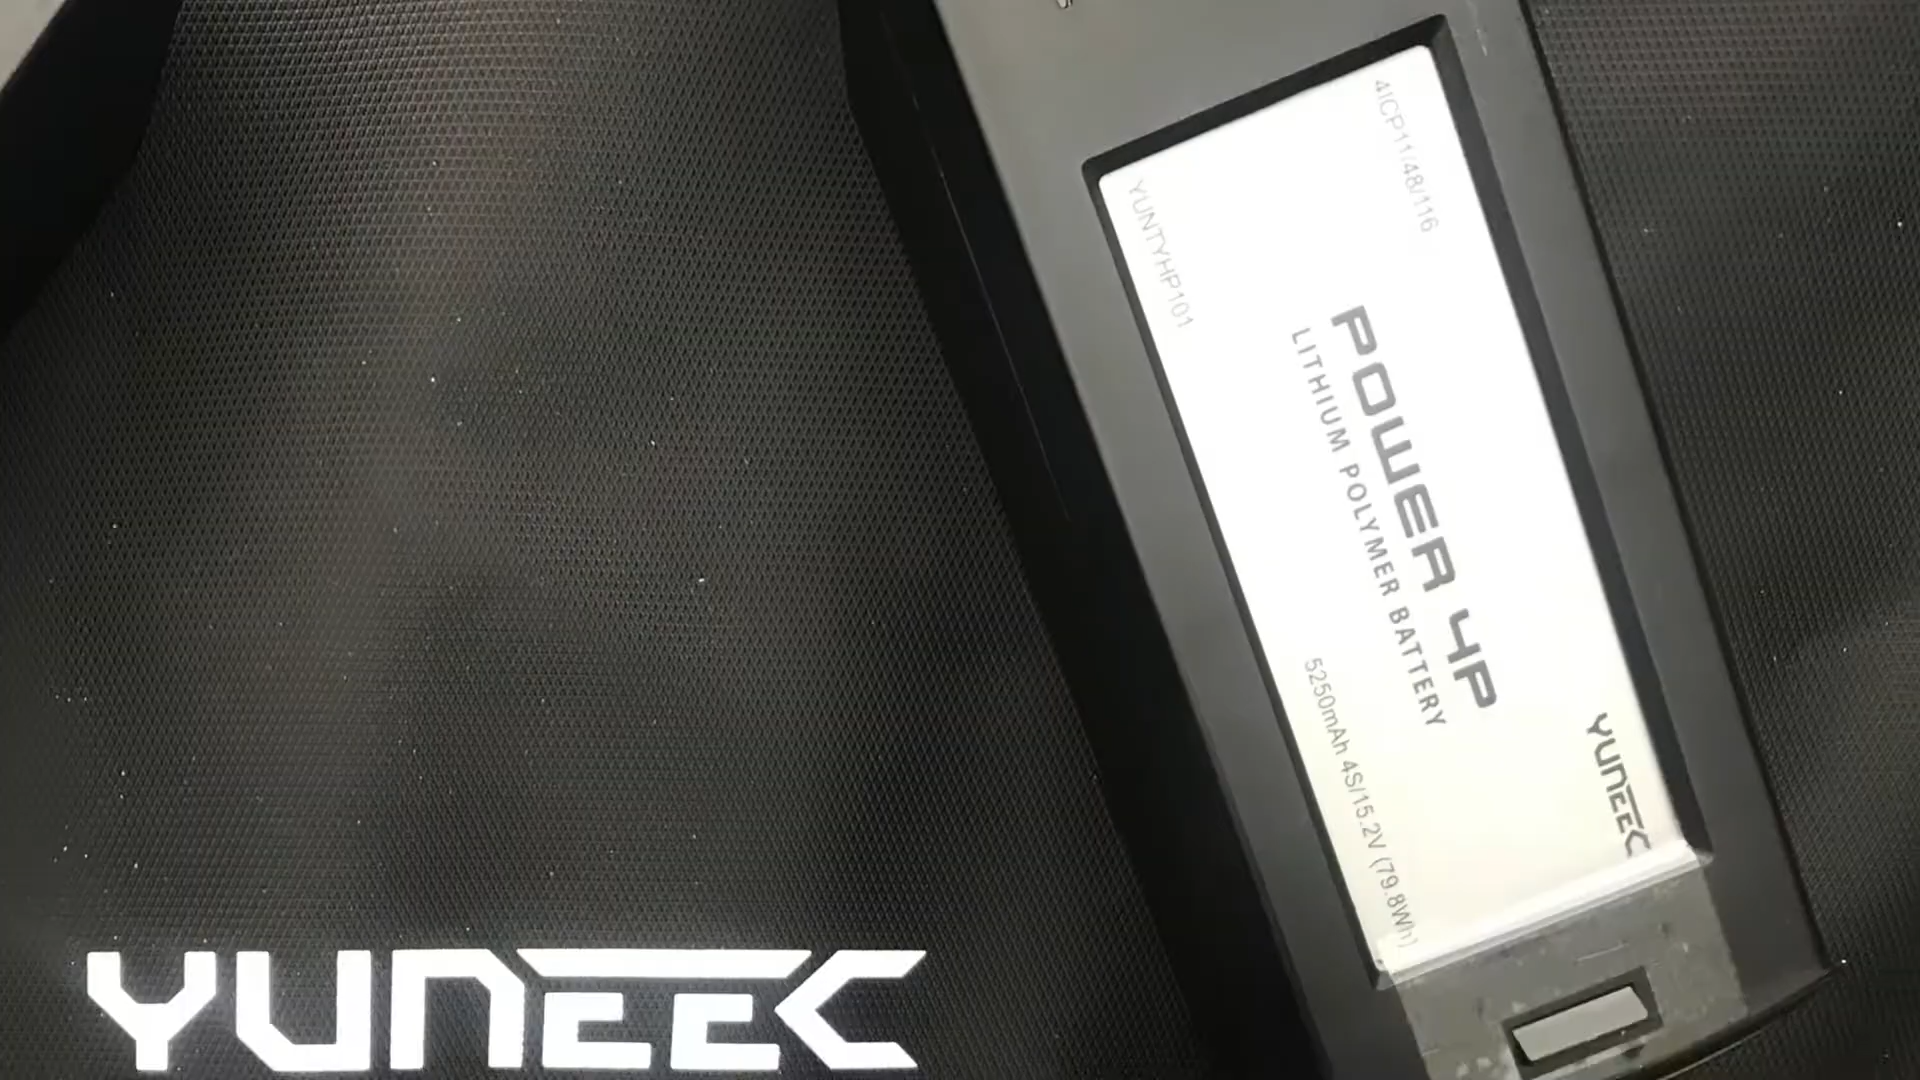 4ICP11/48/116
YUNTYHP101
POWER 4P
LITHIUM POLYMER BATTERY
YUNEEC
5250mAh 4S/15.2V (79.8Wh)
YUNEEC